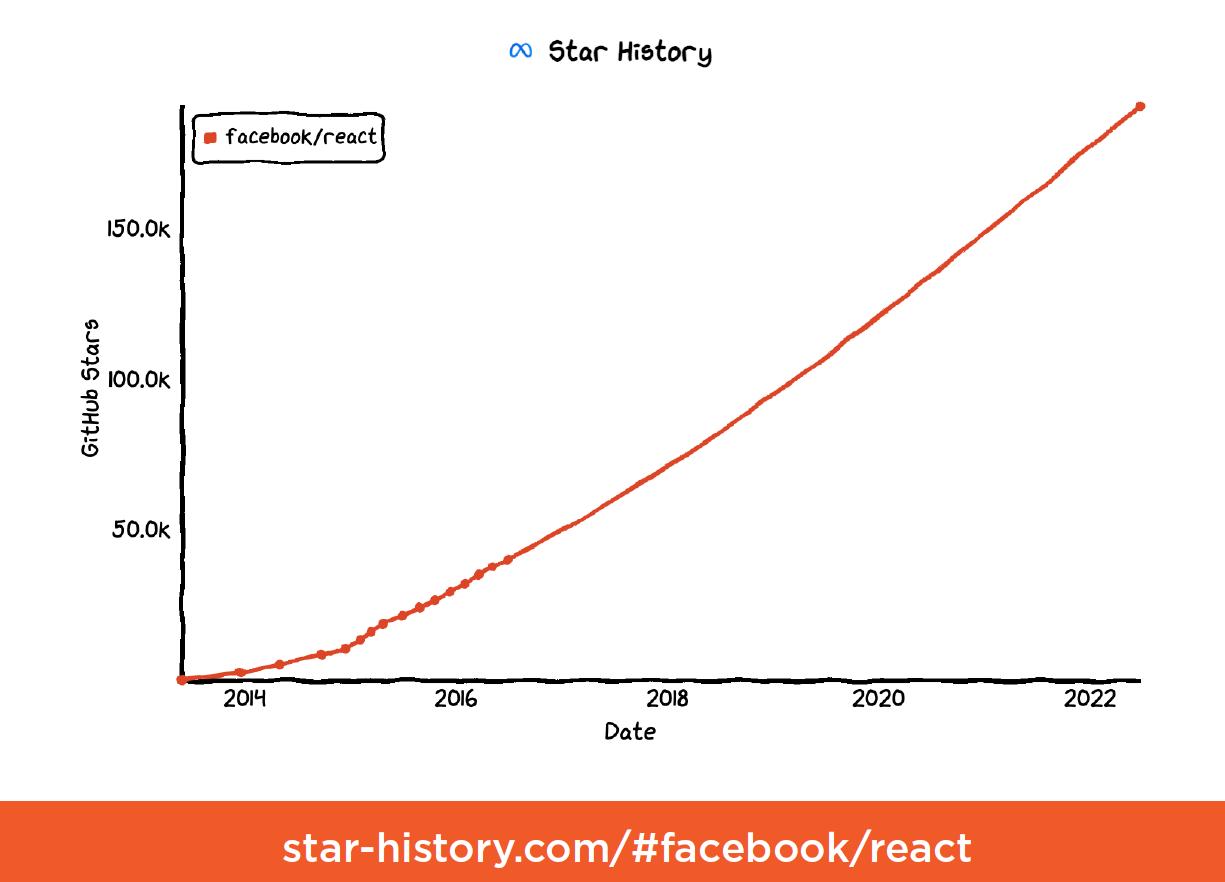 Star History
facebook/react
150.0K
100.0K
50.0K
GitHub Stars
2014 2016 2018 2020 2022
Date
star-history.com/#facebook/react